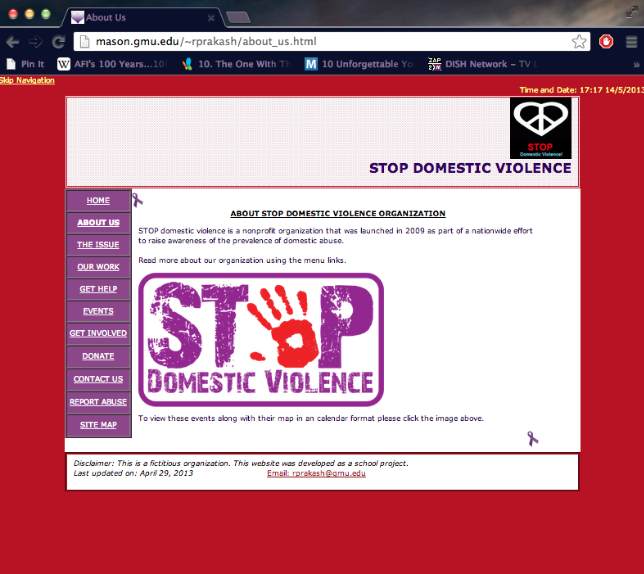 About Us
mason.gmu.edu/~rprakash/about_us.html
Pin It
AFI's 100 Years...10
10. The One With Th
10 Unforgettable Yo
DISH Network – TV L
Skip Navigation
Time and Date: 17:17 14/5/2013
STOP
Domestic Violence!
STOP DOMESTIC VIOLENCE
HOME
ABOUT US
THE ISSUE
OUR WORK
GET HELP
EVENTS
GET INVOLVED
DONATE
CONTACT US
REPORT ABUSE
SITE MAP
ABOUT STOP DOMESTIC VIOLENCE ORGANIZATION
STOP domestic violence is a nonprofit organization that was launched in 2009 as part of a nationwide effort
to raise awareness of the prevalence of domestic abuse.
Read more about our organization using the menu links.
STOP
DOMESTIC VIOLENCE
To view these events along with their map in an calendar format please click the image above.
Disclaimer: This is a fictitious organization. This website was developed as a school project.
Last updated on: April 29, 2013 Email: rprakash@gmu.edu